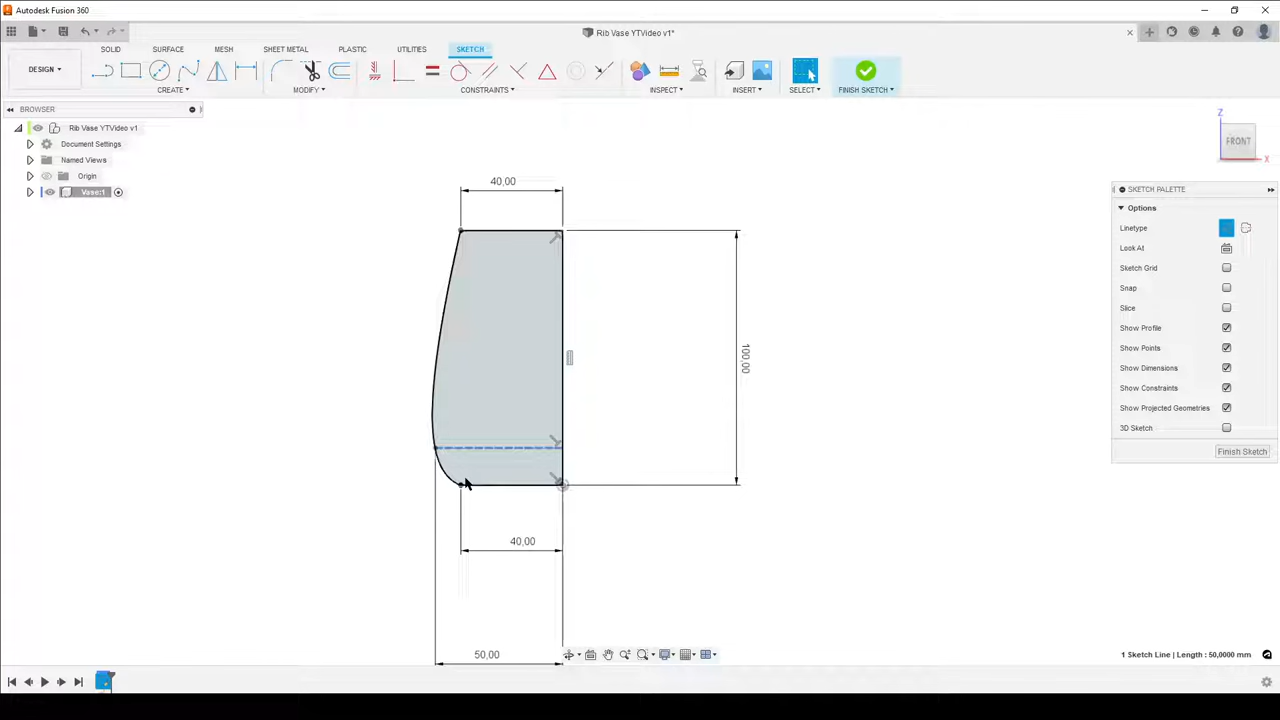 Autodesk Fusion 360
Rib Vase YTVideo v1*
DESIGN
SOLID
SURFACE
MESH
SHEET METAL
PLASTIC
UTILITIES
SKETCH
CREATE
MODIFY
CONSTRAINTS
INSPECT
INSERT
SELECT
FINISH SKETCH
BROWSER
Rib Vase YTVideo v1
Document Settings
Named Views
Origin
Vase:1
Z
FRONT
X
SKETCH PALETTE
Options
Linetype
Look At
Sketch Grid
Snap
Slice
Show Profile
Show Points
Show Dimensions
Show Constraints
Show Projected Geometries
3D Sketch
Finish Sketch
40,00
100,00
40,00
50,00
1 Sketch Line | Length : 50,0000 mm